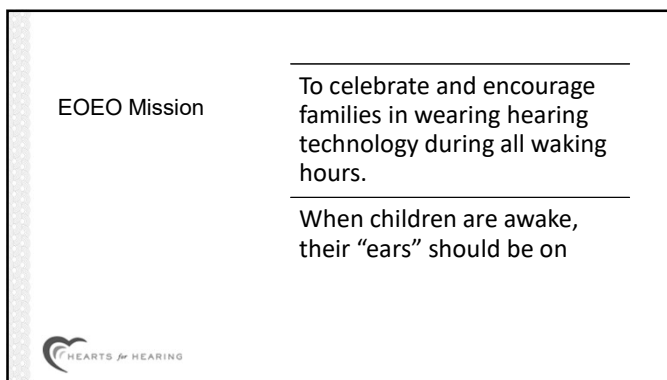 EOEO Mission
To celebrate and encourage
families in wearing hearing
technology during all waking
hours.
When children are awake,
their “ears” should be on
HEARTS for HEARING